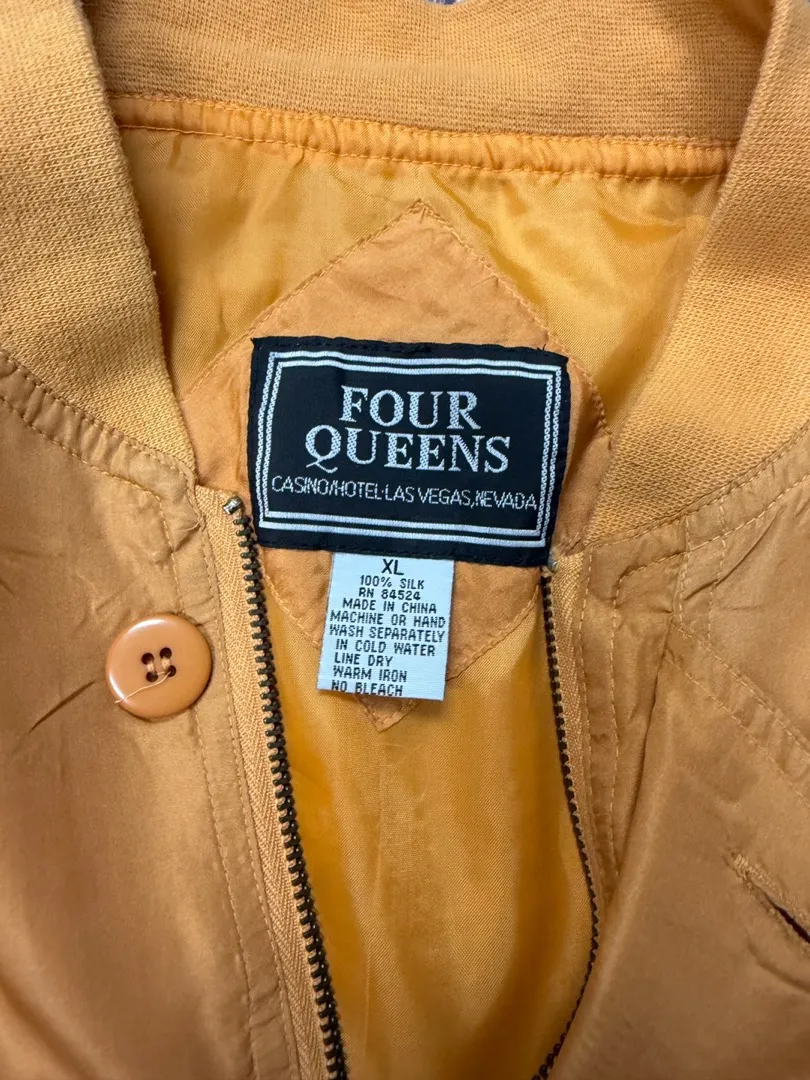 FOUR
QUEENS
CASINO/HOTEL·LAS VEGAS, NEVADA
XL
100% SILK
RN 84524
MADE IN CHINA
MACHINE OR HAND
WASH SEPARATELY
IN COLD WATER
LINE DRY
WARM IRON
NO BLEACH